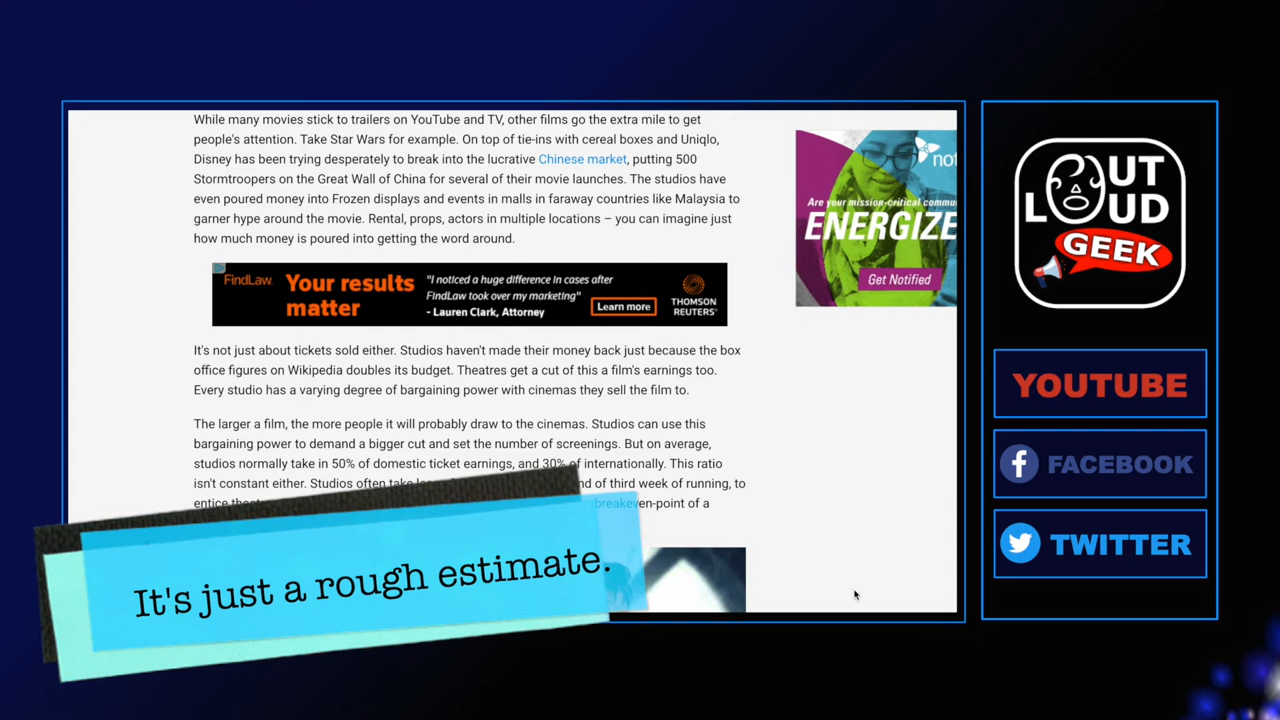 While many movies stick to trailers on YouTube and TV, other films go the extra mile to get
people's attention. Take Star Wars for example. On top of tie-ins with cereal boxes and Uniqlo,
Disney has been trying desperately to break into the lucrative Chinese market, putting 500
Stormtroopers on the Great Wall of China for several of their movie launches. The studios have
even poured money into Frozen displays and events in malls in faraway countries like Malaysia to
garner hype around the movie. Rental, props, actors in multiple locations – you can imagine just
how much money is poured into getting the word around.
FindLaw.
Your results
matter
"I noticed a huge difference in cases after
FindLaw took over my marketing"
- Lauren Clark, Attorney
Learn more
THOMSON
REUTERS
It's not just about tickets sold either. Studios haven't made their money back just because the box
office figures on Wikipedia doubles its budget. Theatres get a cut of this a film's earnings too.
Every studio has a varying degree of bargaining power with cinemas they sell the film to.
The larger a film, the more people it will probably draw to the cinemas. Studios can use this
bargaining power to demand a bigger cut and set the number of screenings. But on average,
studios normally take in 50% of domestic ticket earnings, and 30% of internationally. This ratio
isn't constant either. Studios often take of third week of running, to
entice breakeven-point of a
It's just a rough estimate.
not
Are your mission-critical commu
ENERGIZE
Get Notified
OUT
LOUD
GEEK
YOUTUBE
FACEBOOK
TWITTER